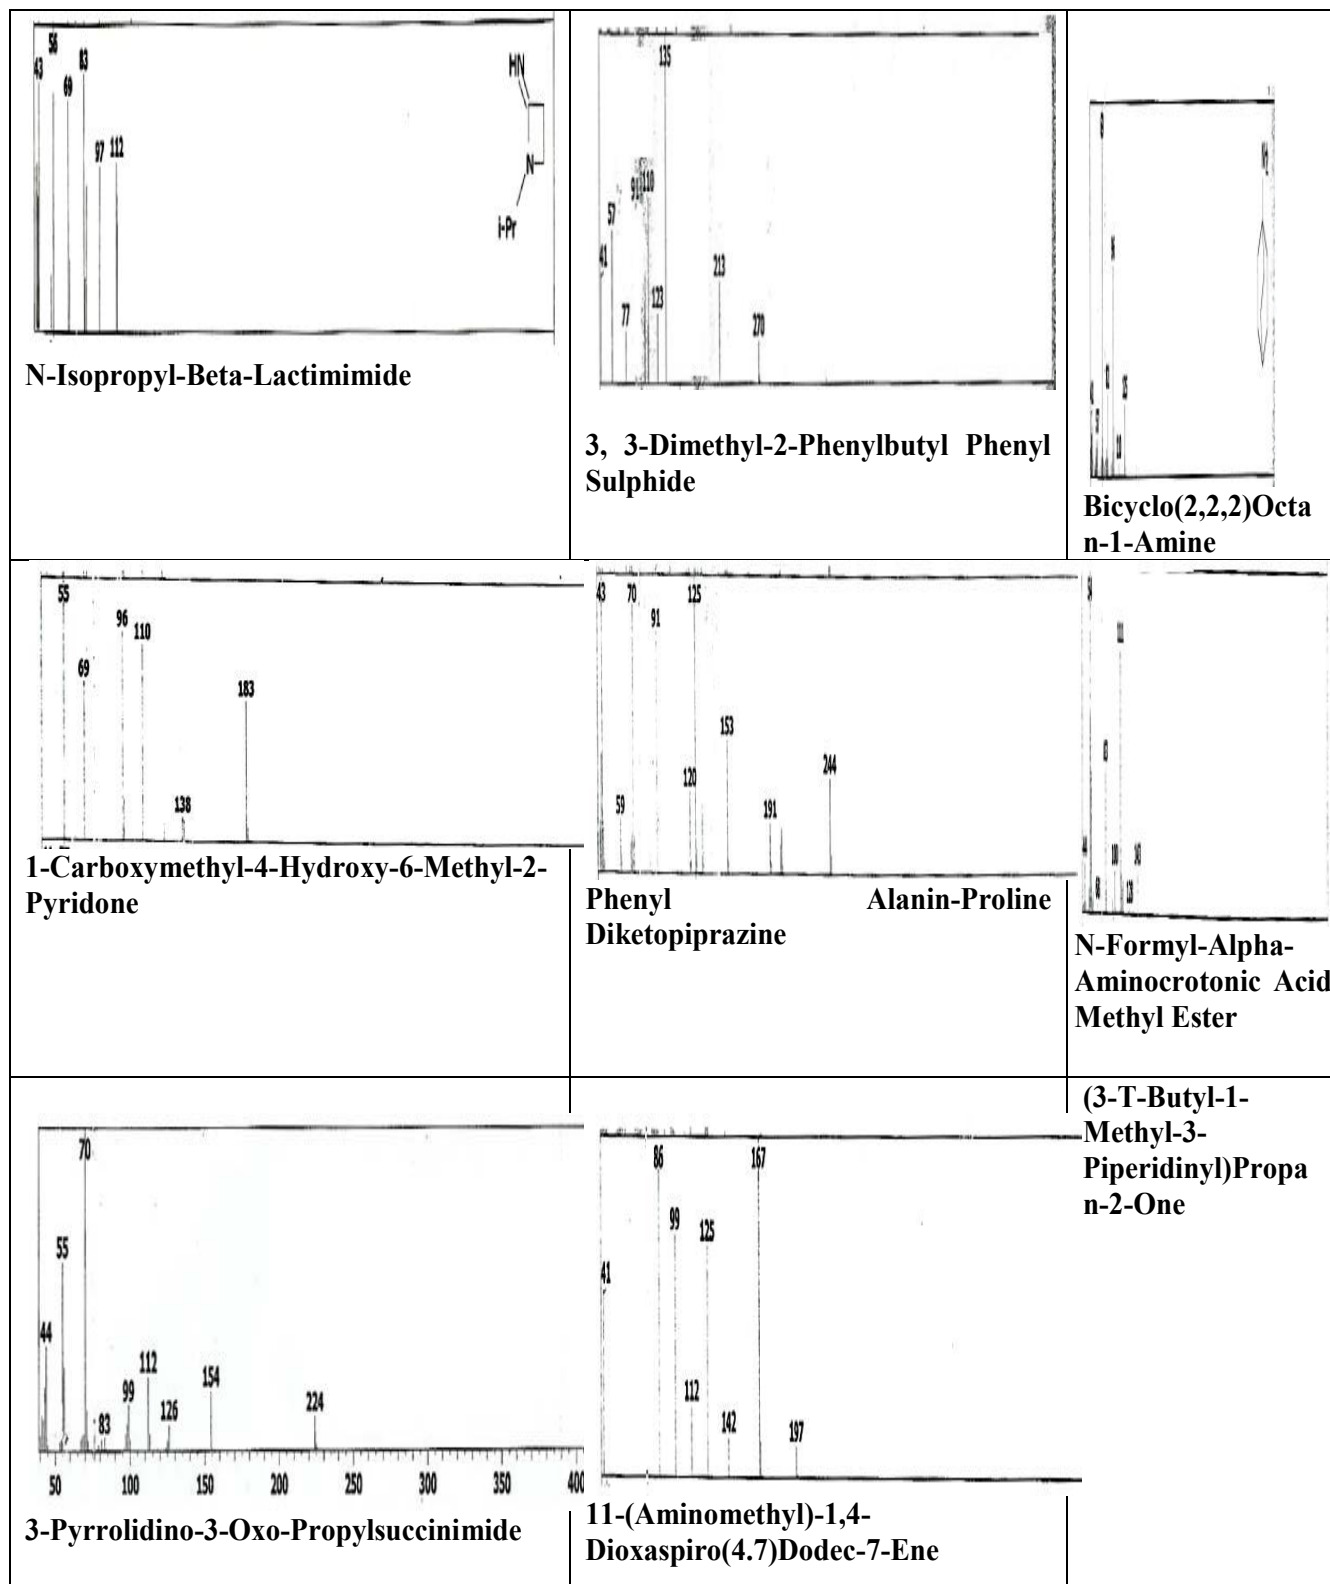 56
43
83
69
97
112
HN
N
i-Pr
N-Isopropyl-Beta-Lactimimide
135
91
110
57
41
77
123
213
270
3, 3-Dimethyl-2-Phenylbutyl Phenyl
Sulphide
Bicyclo(2,2,2)Octa
n-1-Amine
55
96
110
69
183
138
1-Carboxymethyl-4-Hydroxy-6-Methyl-2-
Pyridone
43
70
125
91
153
120
244
59
191
Phenyl Alanin-Proline
Diketopiprazine
N-Formyl-Alpha-
Aminocrotonic Acid
Methyl Ester
70
55
44
112
99
154
126
83
224
50 100 150 200 250 300 350 400
3-Pyrrolidino-3-Oxo-Propylsuccinimide
86
167
99
125
41
112
142
197
11-(Aminomethyl)-1,4-
Dioxaspiro(4.7)Dodec-7-Ene
(3-T-Butyl-1-
Methyl-3-
Piperidinyl)Propa
n-2-One